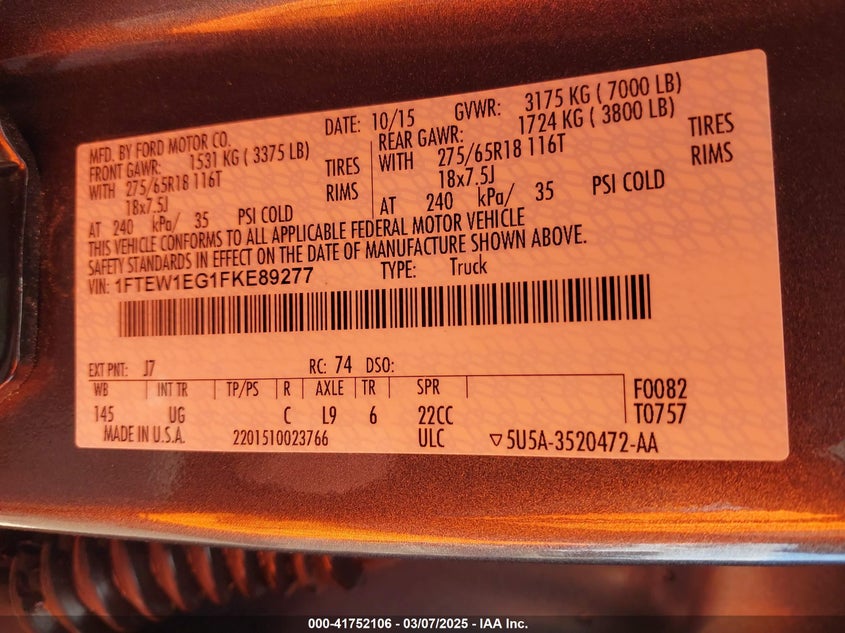 MFD. BY FORD MOTOR CO. DATE: 10/15 GVWR: 3175 KG ( 7000 LB)
FRONT GAWR: 1531 KG ( 3375 LB) REAR GAWR: 1724 KG ( 3800 LB)
WITH 275/65R18 116T TIRES WITH 275/65R18 116T TIRES
18x7.5J RIMS 18x7.5J RIMS
AT 240 kPa/ 35 PSI COLD AT 240 kPa/ 35 PSI COLD
THIS VEHICLE CONFORMS TO ALL APPLICABLE FEDERAL MOTOR VEHICLE
SAFETY STANDARDS IN EFFECT ON THE DATE OF MANUFACTURE SHOWN ABOVE.
VIN: 1FTEW1EG1FKE89277 TYPE: Truck
EXT PNT: J7 RC: 74 DSO:
WB INT TR TP/PS R AXLE TR SPR F0082
145 UG C L9 6 22CC T0757
MADE IN U.S.A. 2201510023766 ULC ▽5U5A-3520472-AA
000-41752106 - 03/07/2025 - IAA Inc.